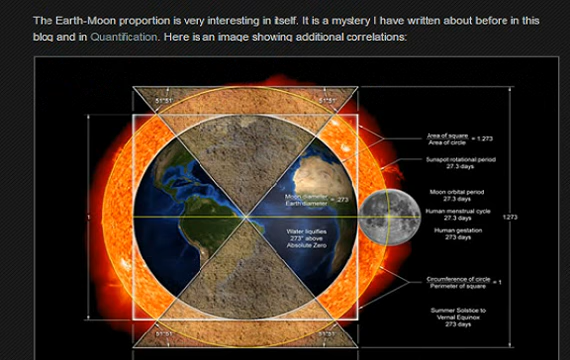 The Earth-Moon proportion is very interesting in itself. It is a mystery I have written about before in this
blog and in Quantification. Here is an image showing additional correlations:
51°51'
51°51'
Area of square
Area of circle
= 1.273
Sunspot rotational period
27.3 days
Moon diameter
Earth diameter
= .273
Moon orbital period
27.3 days
Human menstrual cycle
27.3 days
1.273
Water liquifies
273° above
Absolute Zero
Human gestation
273 days
Circumference of circle
Perimeter of square
= 1
Summer Solstice to
Vernal Equinox
273 days
51°51'
51°51'